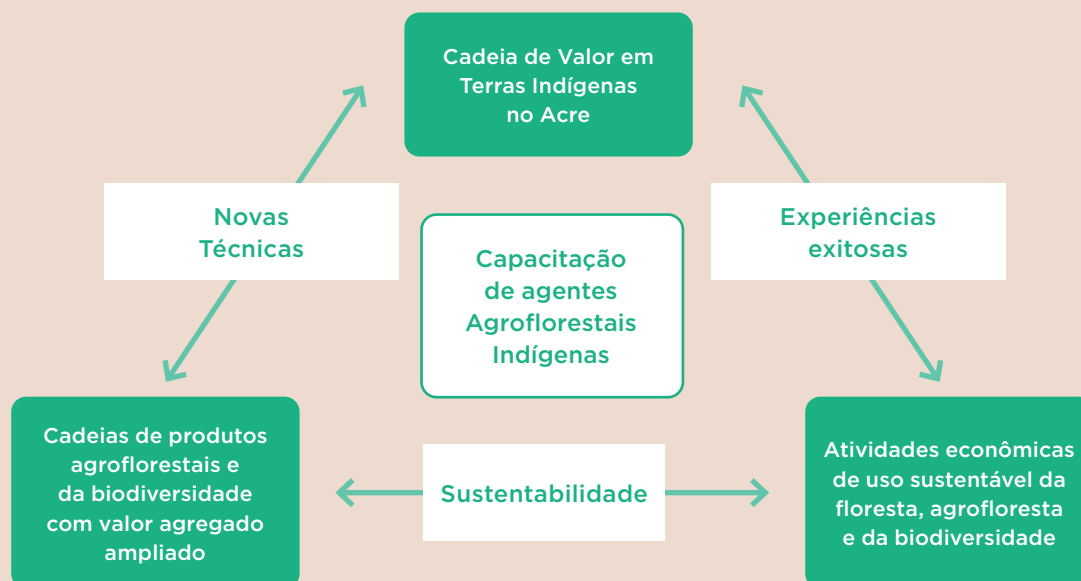 Cadeia de Valor em
Terras Indígenas
no Acre
Novas
Técnicas
Experiências
exitosas
Capacitação
de agentes
Agroflorestais
Indígenas
Cadeias de produtos
agroflorestais e
da biodiversidade
com valor agregado
ampliado
Sustentabilidade
Atividades econômicas
de uso sustentável da
floresta, agrofloresta
e da biodiversidade